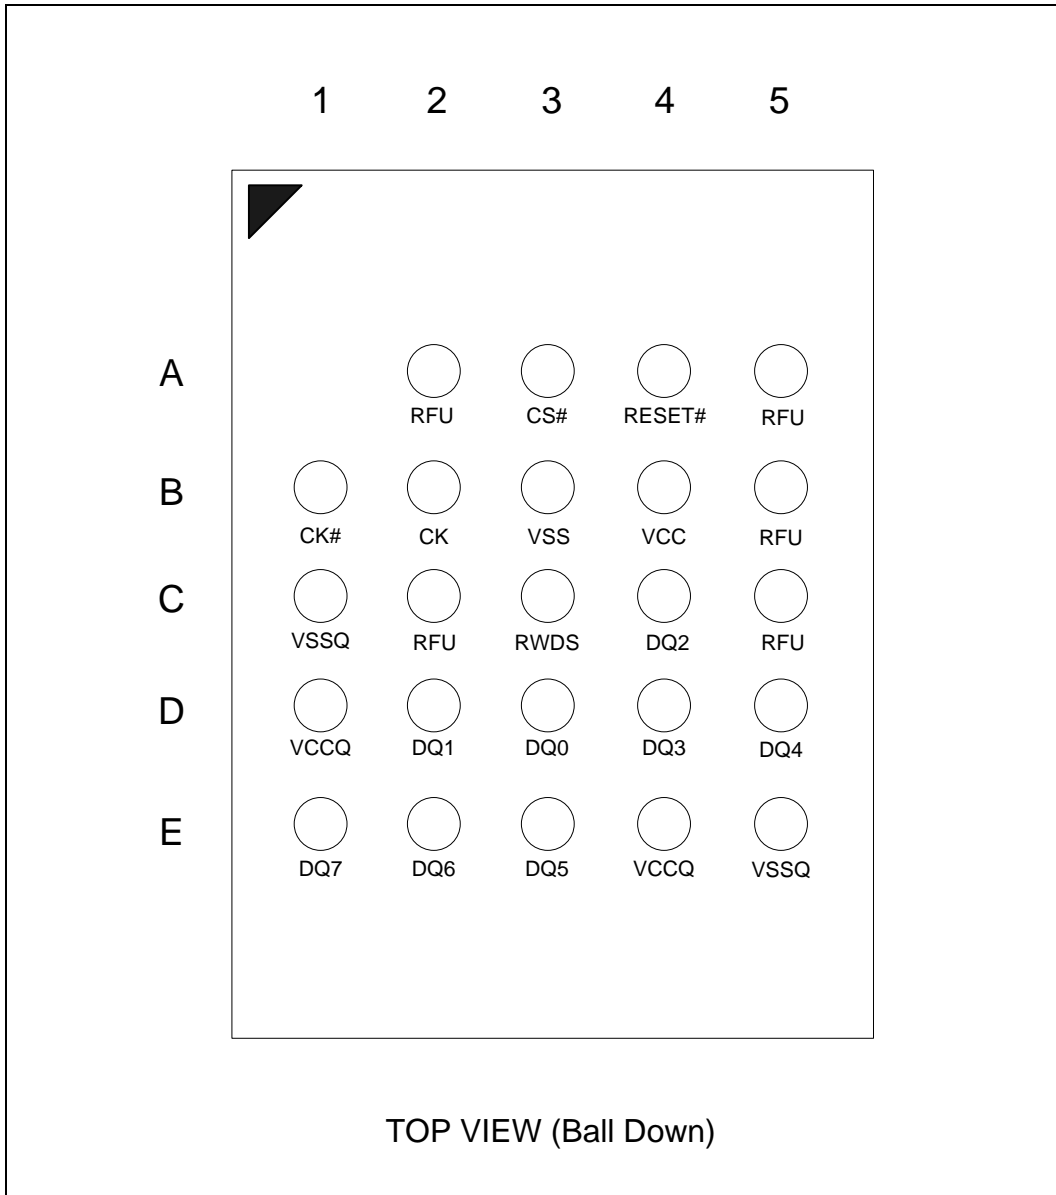 1 2 3 4 5
A
RFU CS# RESET# RFU
B
CK# CK VSS VCC RFU
C
VSSQ RFU RWDS DQ2 RFU
D
VCCQ DQ1 DQ0 DQ3 DQ4
E
DQ7 DQ6 DQ5 VCCQ VSSQ
TOP VIEW (Ball Down)